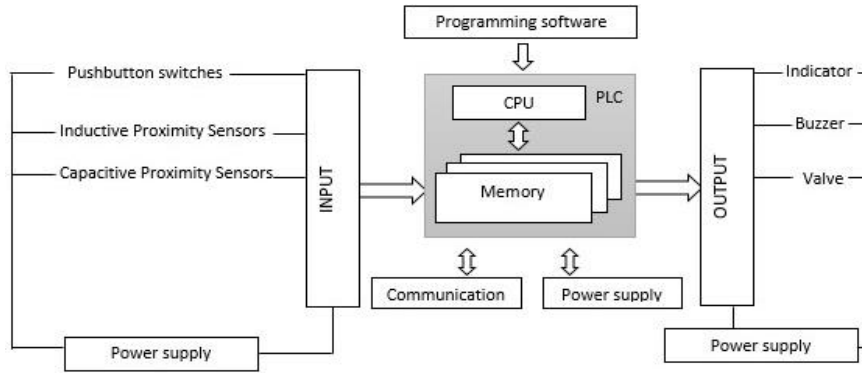 Programming software
Pushbutton switches
Inductive Proximity Sensors
Capacitive Proximity Sensors
INPUT
CPU
PLC
Memory
OUTPUT
Indicator
Buzzer
Valve
Communication
Power supply
Power supply
Power supply